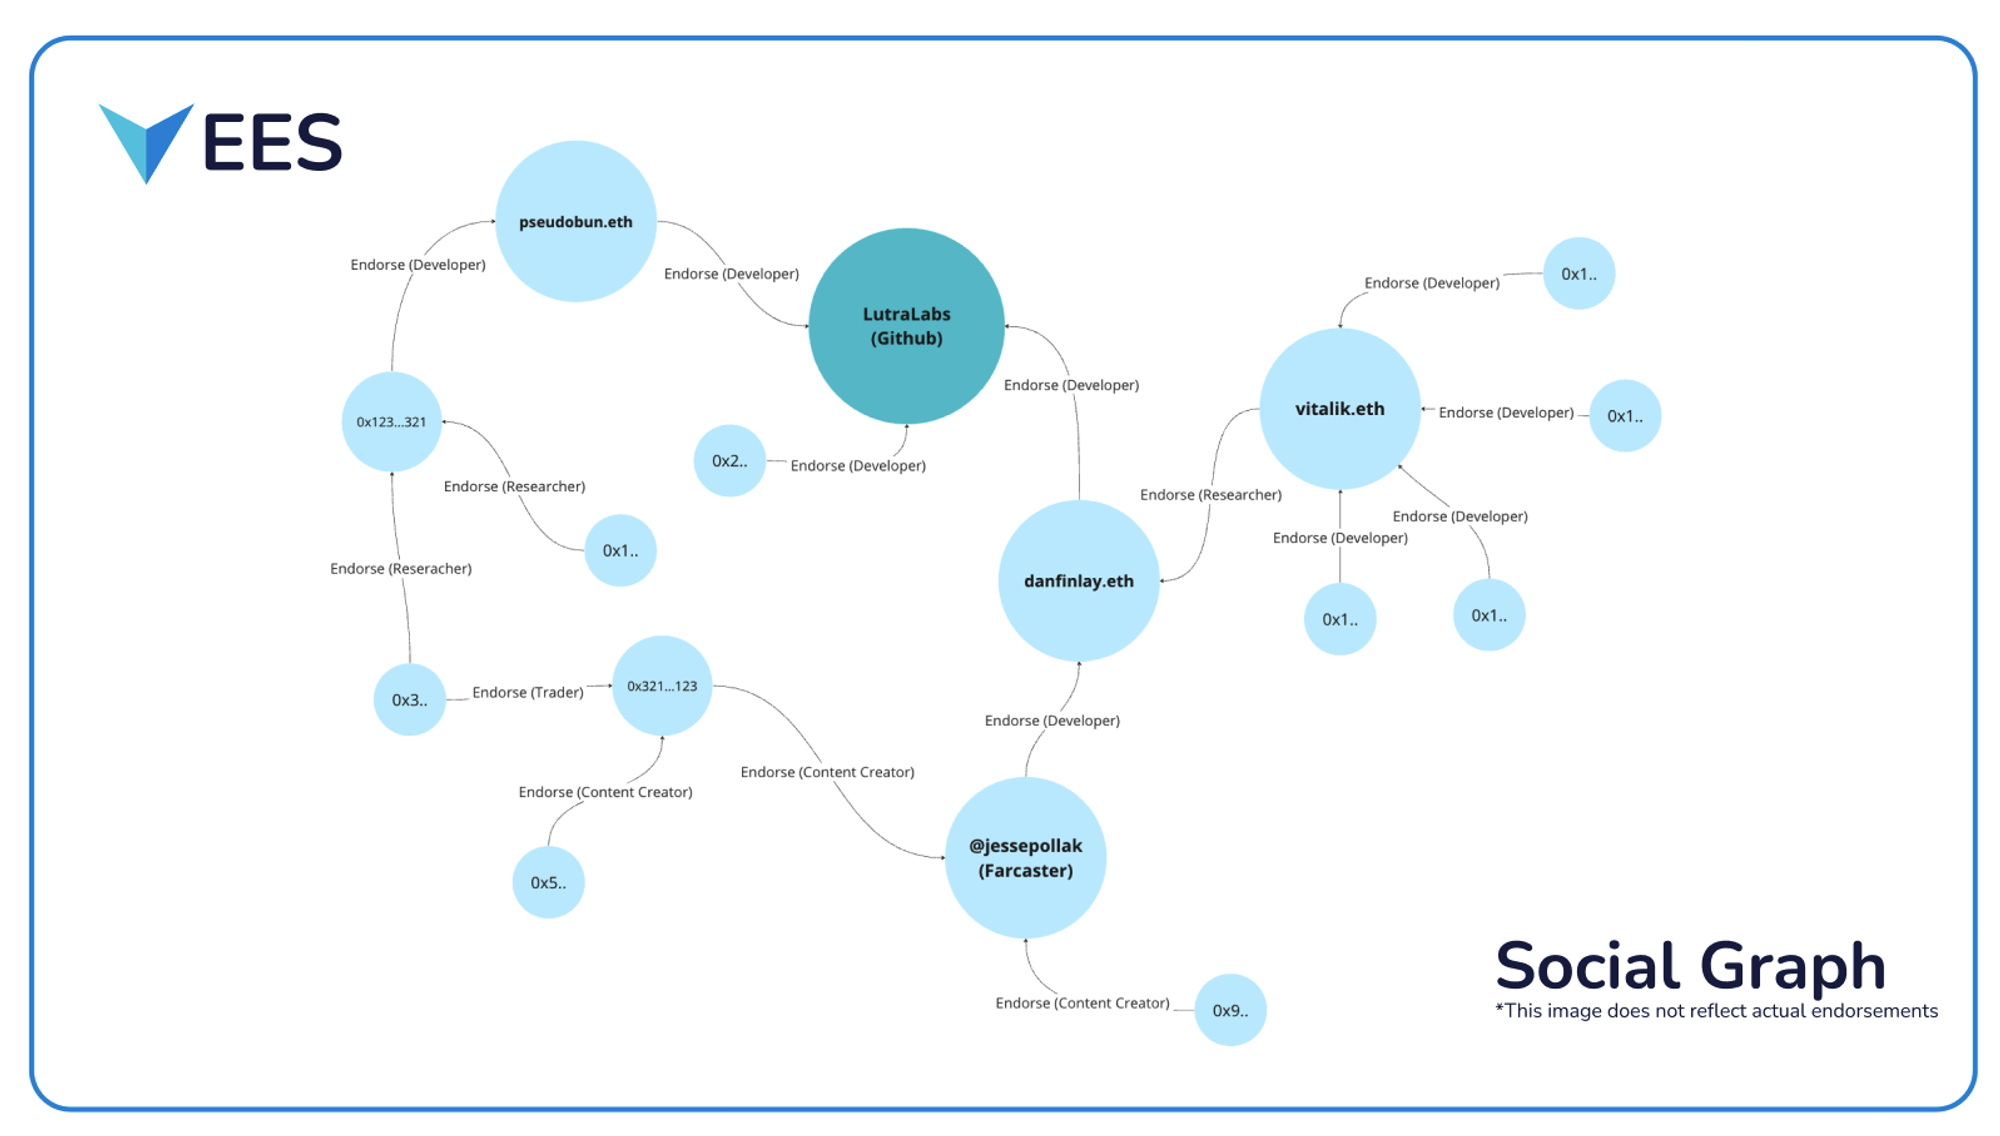 EES
pseudobun.eth
Endorse (Developer)
Endorse (Developer)
LutraLabs
(Github)
0x1..
Endorse (Developer)
Endorse (Developer)
vitalik.eth
Endorse (Developer)
0x1..
0x123...321
0x2..
Endorse (Developer)
Endorse (Researcher)
Endorse (Researcher)
Endorse (Developer)
Endorse (Developer)
0x1..
Endorse (Reseracher)
danfinlay.eth
0x1..
0x1..
0x3..
Endorse (Trader)
0x321...123
Endorse (Developer)
Endorse (Content Creator)
Endorse (Content Creator)
@jessepollak
(Farcaster)
0x5..
Endorse (Content Creator)
0x9..
Social Graph
*This image does not reflect actual endorsements